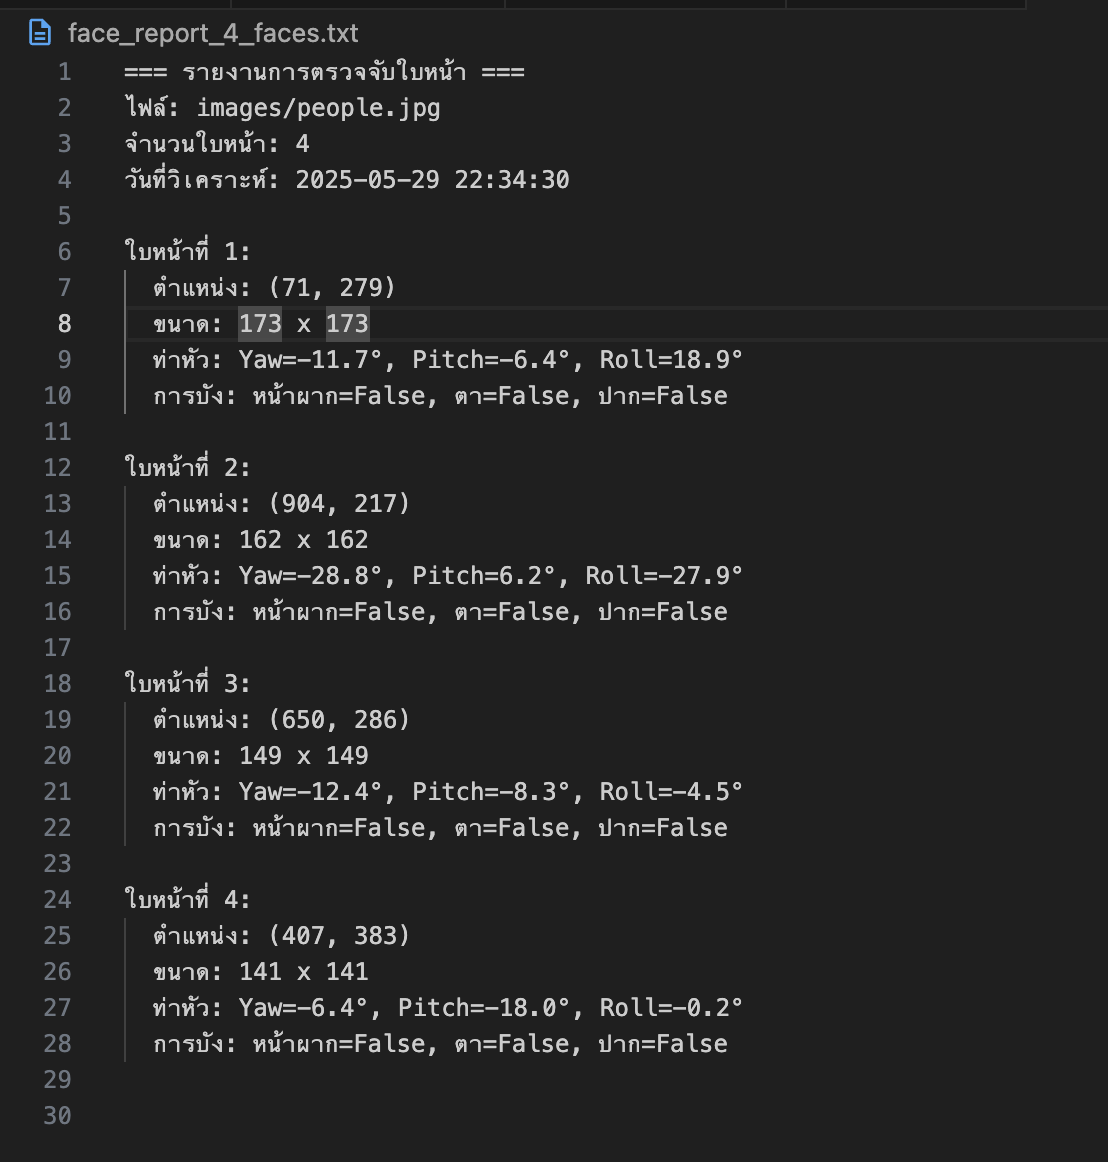 face_report_4_faces.txt
1 === รายงานการตรวจจับใบหน้า ===
2 ไฟล์: images/people.jpg
3 จำนวนใบหน้า: 4
4 วันที่วิเคราะห์: 2025-05-29 22:34:30
5
6 ใบหน้าที่ 1:
7 ตำแหน่ง: (71, 279)
8 ขนาด: 173 x 173
9 ท่าหัว: Yaw=-11.7°, Pitch=-6.4°, Roll=18.9°
10 การบัง: หน้าผาก=False, ตา=False, ปาก=False
11
12 ใบหน้าที่ 2:
13 ตำแหน่ง: (904, 217)
14 ขนาด: 162 x 162
15 ท่าหัว: Yaw=-28.8°, Pitch=6.2°, Roll=-27.9°
16 การบัง: หน้าผาก=False, ตา=False, ปาก=False
17
18 ใบหน้าที่ 3:
19 ตำแหน่ง: (650, 286)
20 ขนาด: 149 x 149
21 ท่าหัว: Yaw=-12.4°, Pitch=-8.3°, Roll=-4.5°
22 การบัง: หน้าผาก=False, ตา=False, ปาก=False
23
24 ใบหน้าที่ 4:
25 ตำแหน่ง: (407, 383)
26 ขนาด: 141 x 141
27 ท่าหัว: Yaw=-6.4°, Pitch=-18.0°, Roll=-0.2°
28 การบัง: หน้าผาก=False, ตา=False, ปาก=False
29
30